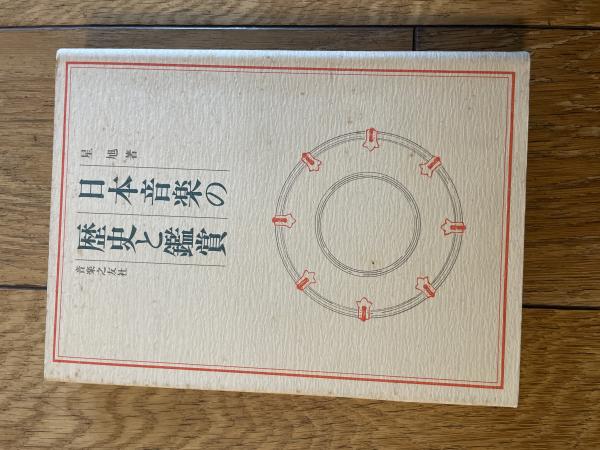 星 旭 著
日本音楽の
歴史と鑑賞
音楽之友社